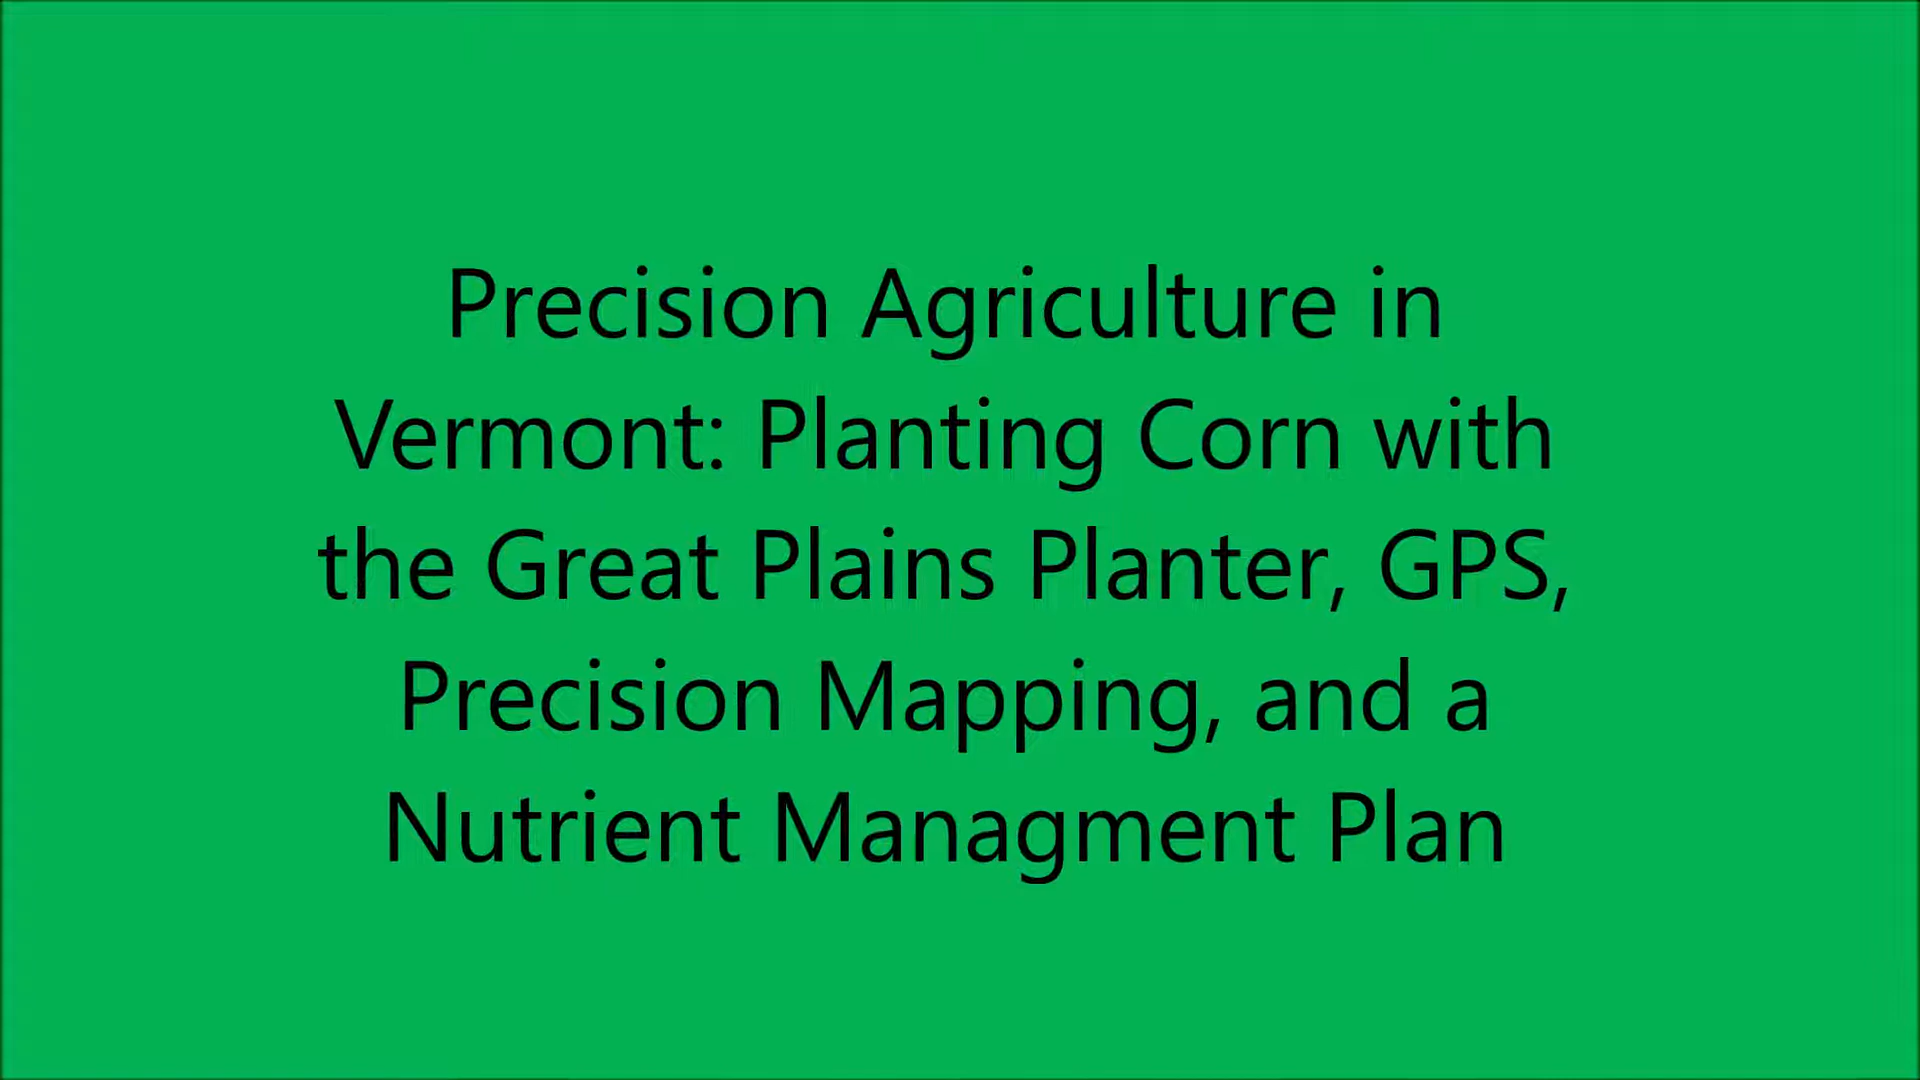 Precision Agriculture in
Vermont: Planting Corn with
the Great Plains Planter, GPS,
Precision Mapping, and a
Nutrient Managment Plan